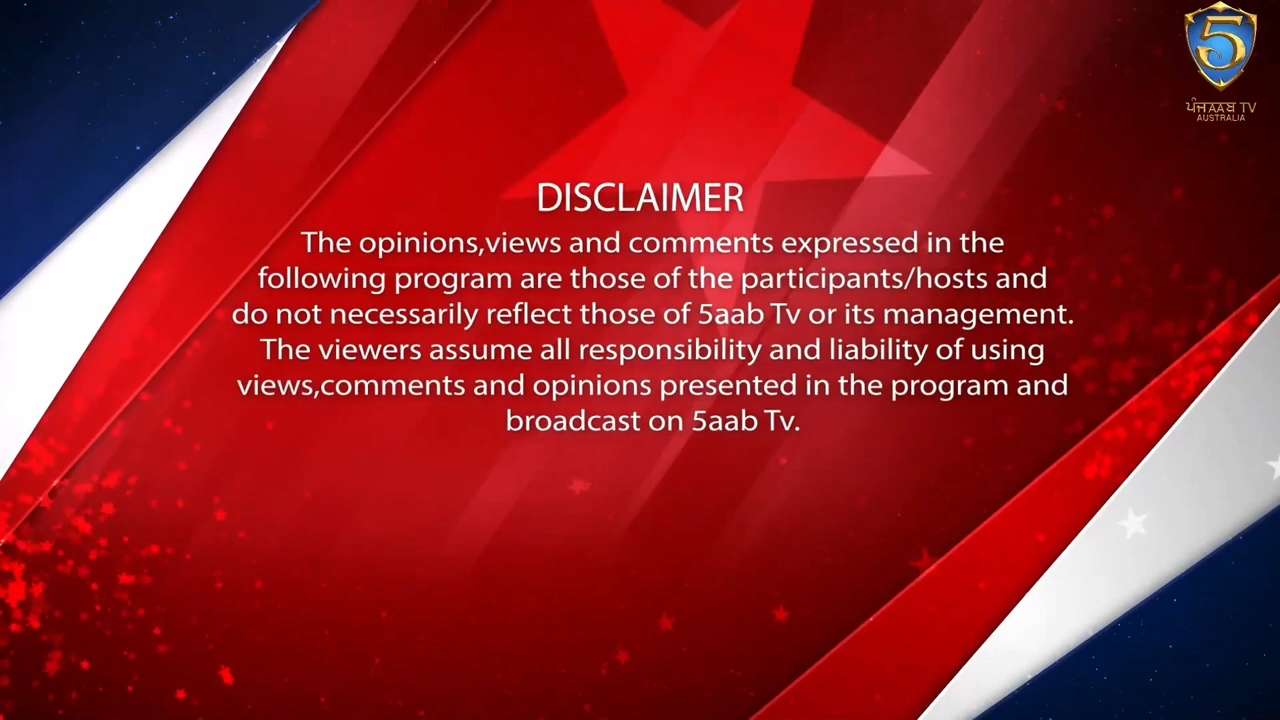 5
ਪੰਜAAB TV
AUSTRALIA
DISCLAIMER
The opinions,views and comments expressed in the
following program are those of the participants/hosts and
do not necessarily reflect those of 5aab Tv or its management.
The viewers assume all responsibility and liability of using
views,comments and opinions presented in the program and
broadcast on 5aab Tv.